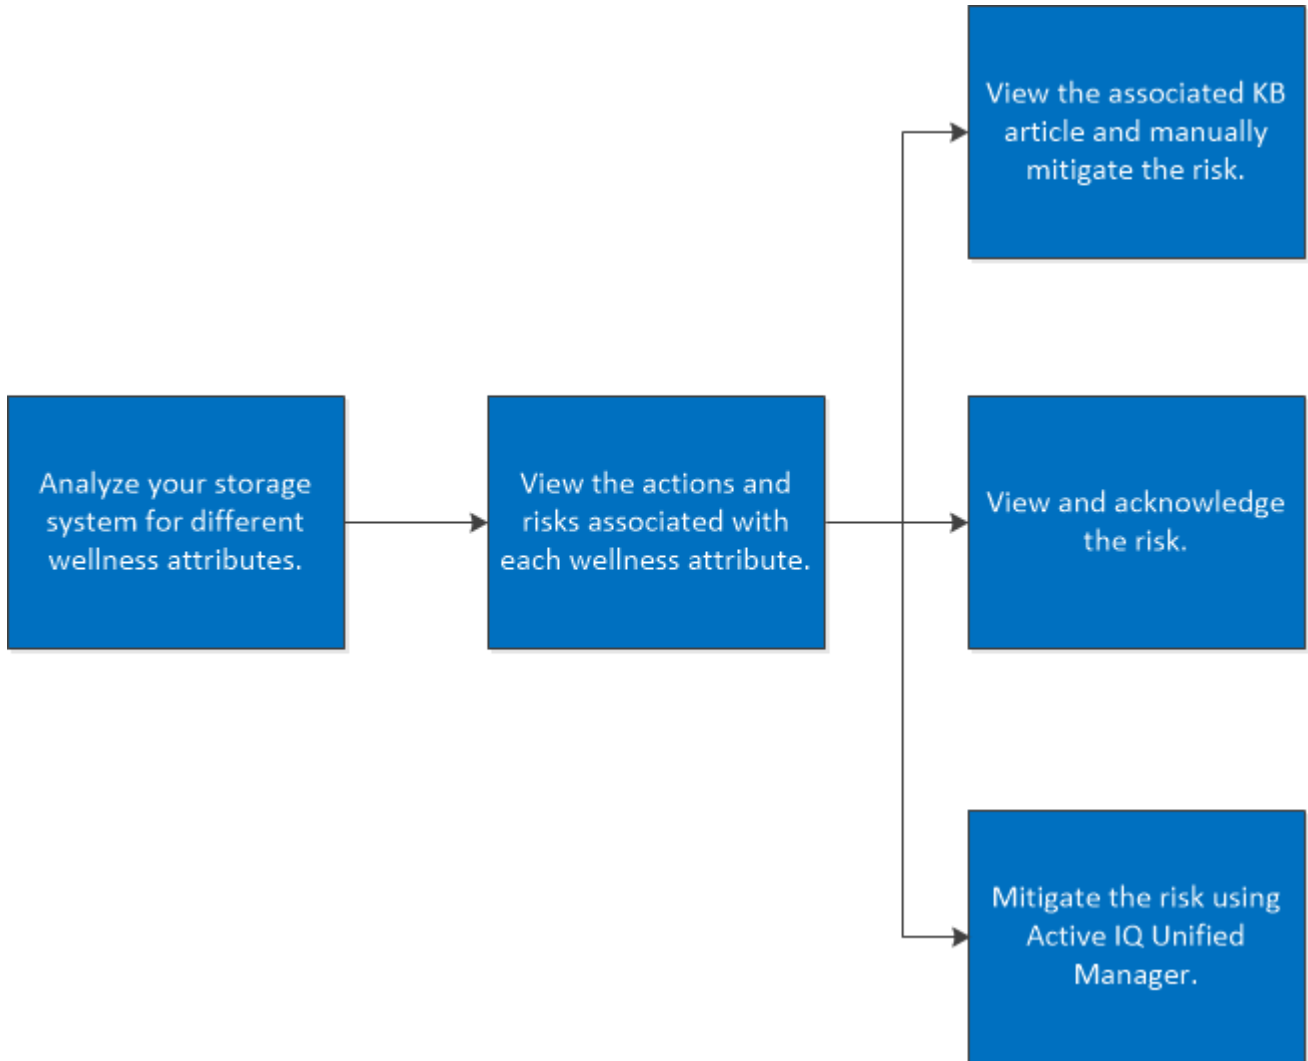 View the associated KB
article and manually
mitigate the risk.
Analyze your storage
system for different
wellness attributes.
View the actions and
risks associated with
each wellness attribute.
View and acknowledge
the risk.
Mitigate the risk using
Active IQ Unified
Manager.